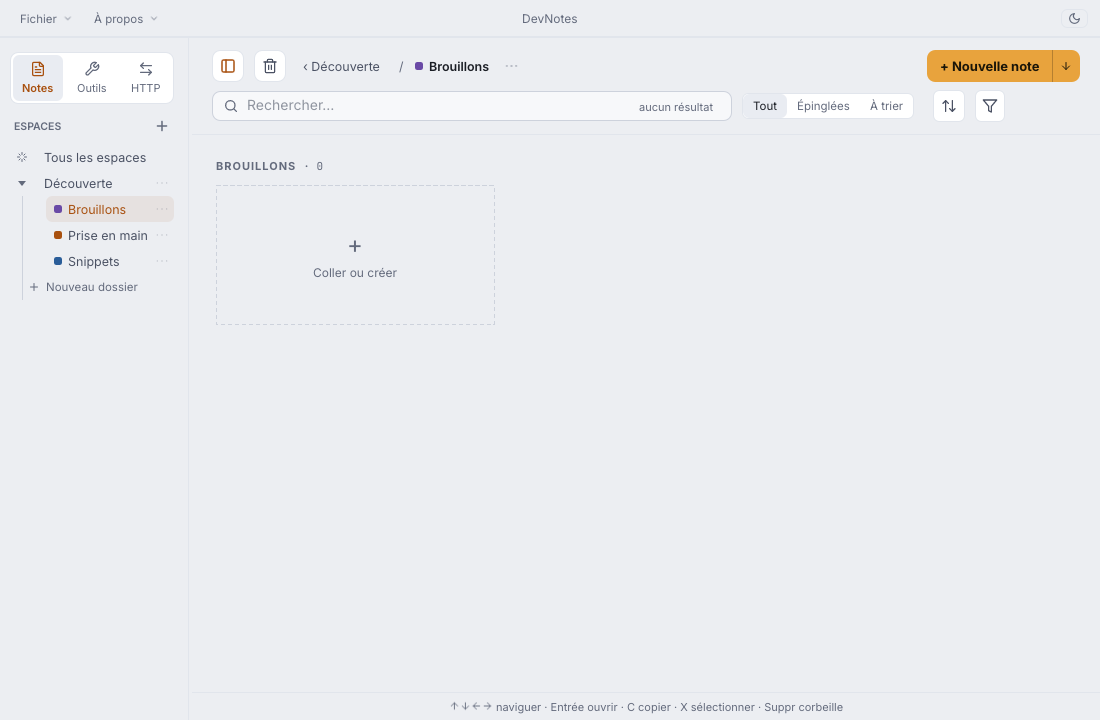 Fichier À propos DevNotes
Notes Outils HTTP
ESPACES
Tous les espaces
Découverte
Brouillons
Prise en main
Snippets
Nouveau dossier
‹ Découverte / Brouillons ···
+ Nouvelle note
Rechercher... aucun résultat
Tout Épinglées À trier
BROUILLONS · 0
Coller ou créer
↑↓←→ naviguer · Entrée ouvrir · C copier · X sélectionner · Suppr corbeille